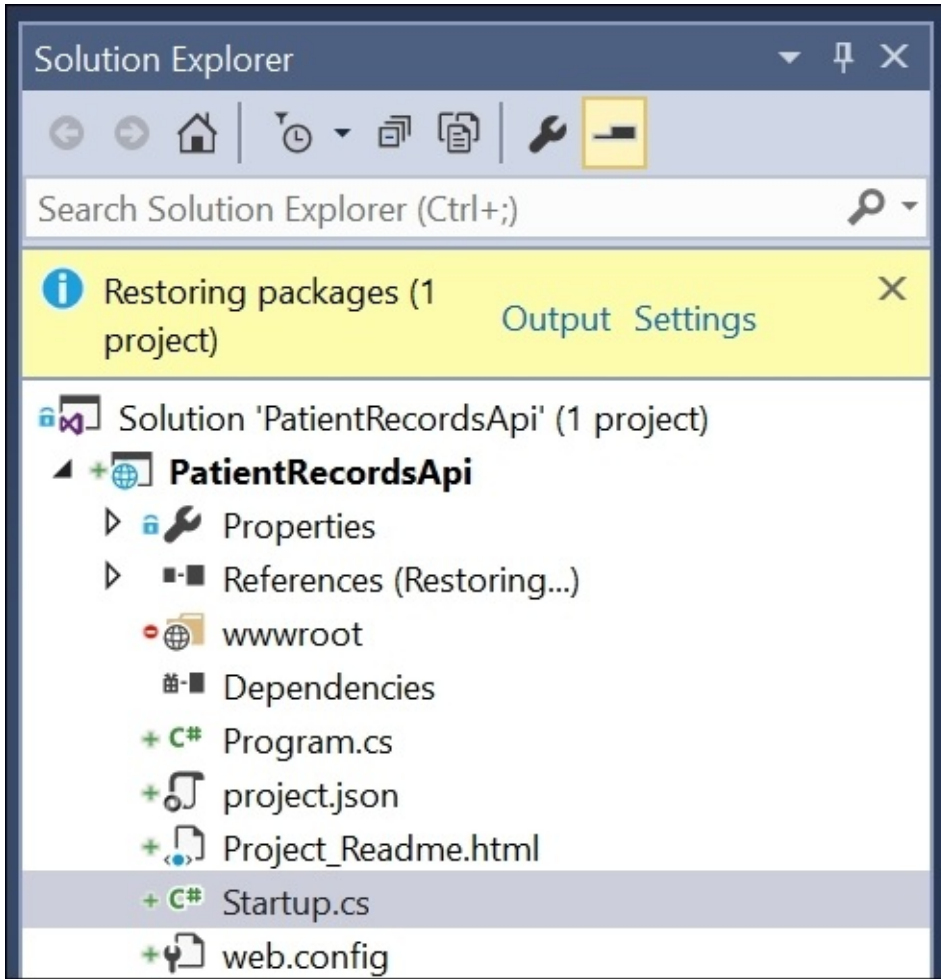 Solution Explorer
Search Solution Explorer (Ctrl+;)
Restoring packages (1
project)
Output Settings
Solution 'PatientRecordsApi' (1 project)
PatientRecordsApi
Properties
References (Restoring...)
wwwroot
Dependencies
C# Program.cs
project.json
Project_Readme.html
C# Startup.cs
web.config